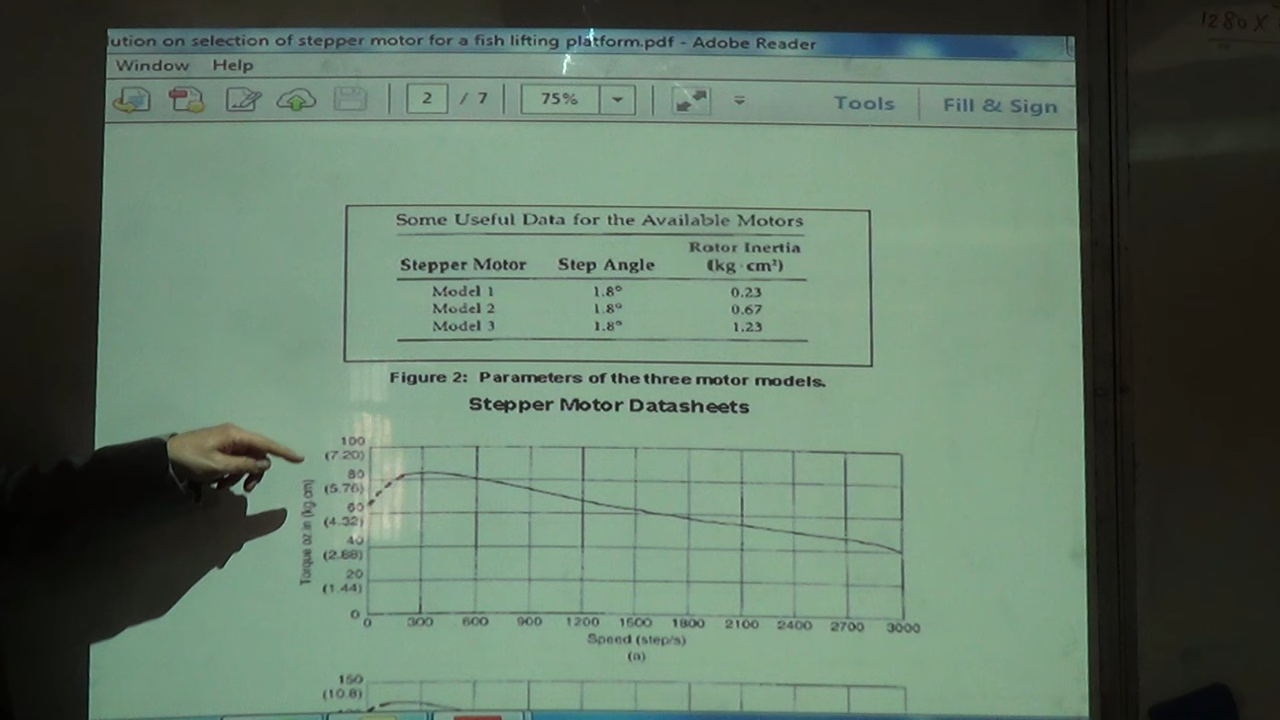 1280 X
ution on selection of stepper motor for a fish lifting platform.pdf - Adobe Reader
Window Help
2 / 7 75% Tools Fill & Sign
Some Useful Data for the Available Motors
Stepper Motor Step Angle Rotor Inertia (kg·cm²)
Model 1 1.8° 0.23
Model 2 1.8° 0.67
Model 3 1.8° 1.23
Figure 2: Parameters of the three motor models.
Stepper Motor Datasheets
100
(7.20)
80
(5.76)
60
(4.32)
40
(2.88)
20
(1.44)
0
Torque oz.in (kg.cm)
0 300 600 900 1200 1500 1800 2100 2400 2700 3000
Speed (step/s)
(a)
150
(10.8)